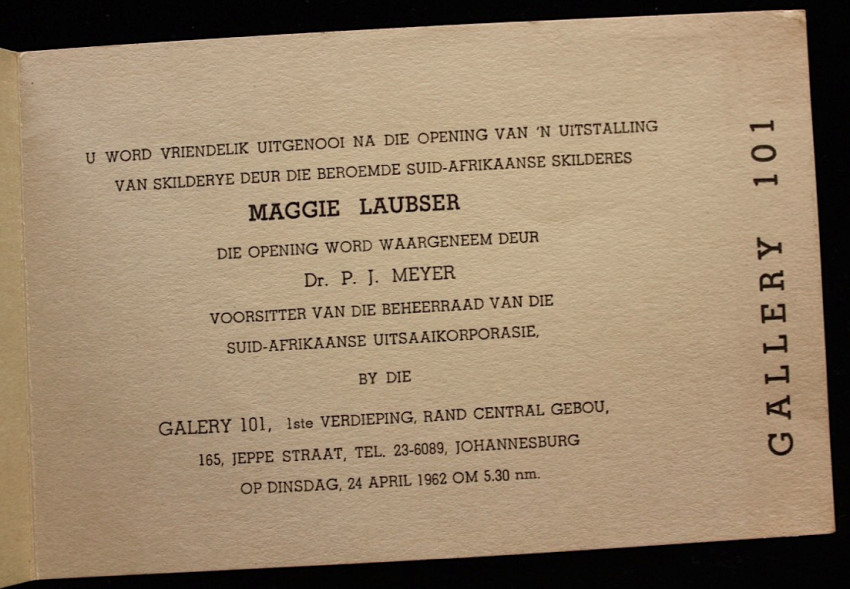 U WORD VRIENDELIK UITGENOOI NA DIE OPENING VAN 'N UITSTALLING
VAN SKILDERYE DEUR DIE BEROEMDE SUID-AFRIKAANSE SKILDERES
MAGGIE LAUBSER
DIE OPENING WORD WAARGENEEM DEUR
Dr. P. J. MEYER
VOORSITTER VAN DIE BEHEERRAAD VAN DIE
SUID-AFRIKAANSE UITSAAIKORPORASIE,
BY DIE
GALERY 101, 1ste VERDIEPING, RAND CENTRAL GEBOU,
165, JEPPE STRAAT, TEL. 23-6089, JOHANNESBURG
OP DINSDAG, 24 APRIL 1962 OM 5.30 nm.
GALLERY 101